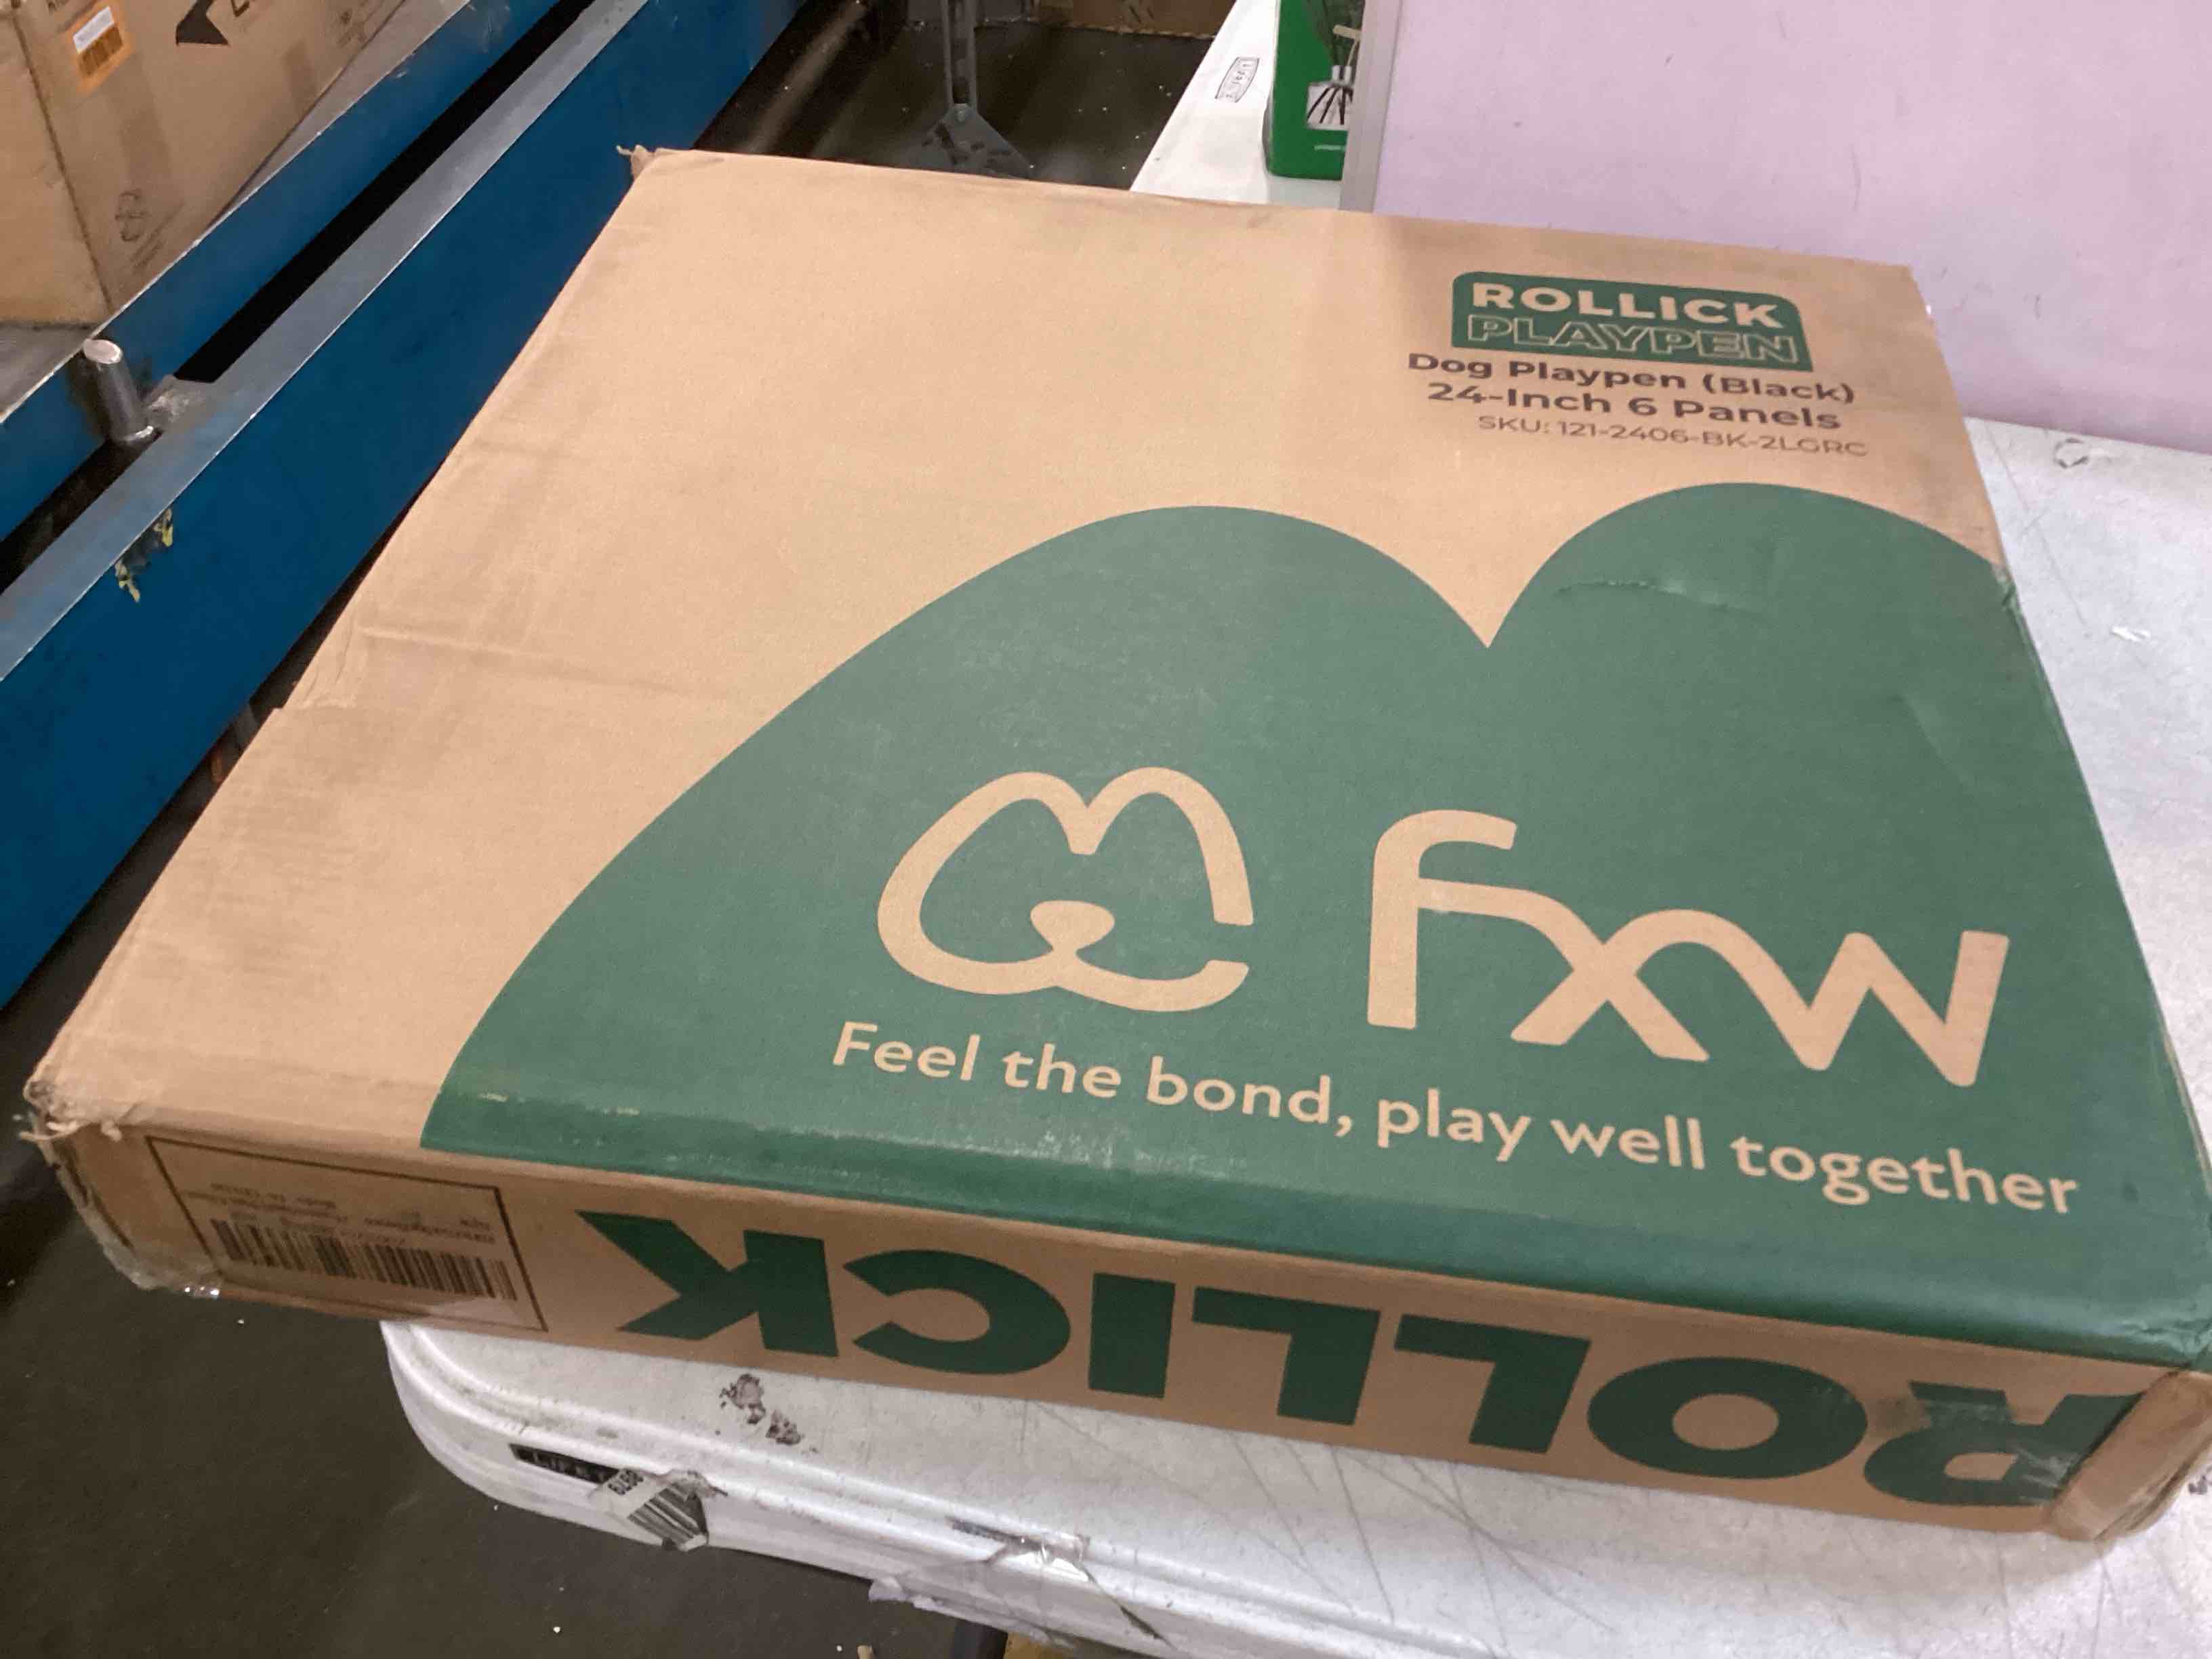 ROLLICK
PLAYPEN
Dog Playpen (Black)
24-Inch 6 Panels
SKU: 121-2406-BK-2LGRC
fxw
Feel the bond, play well together
ROLLICK